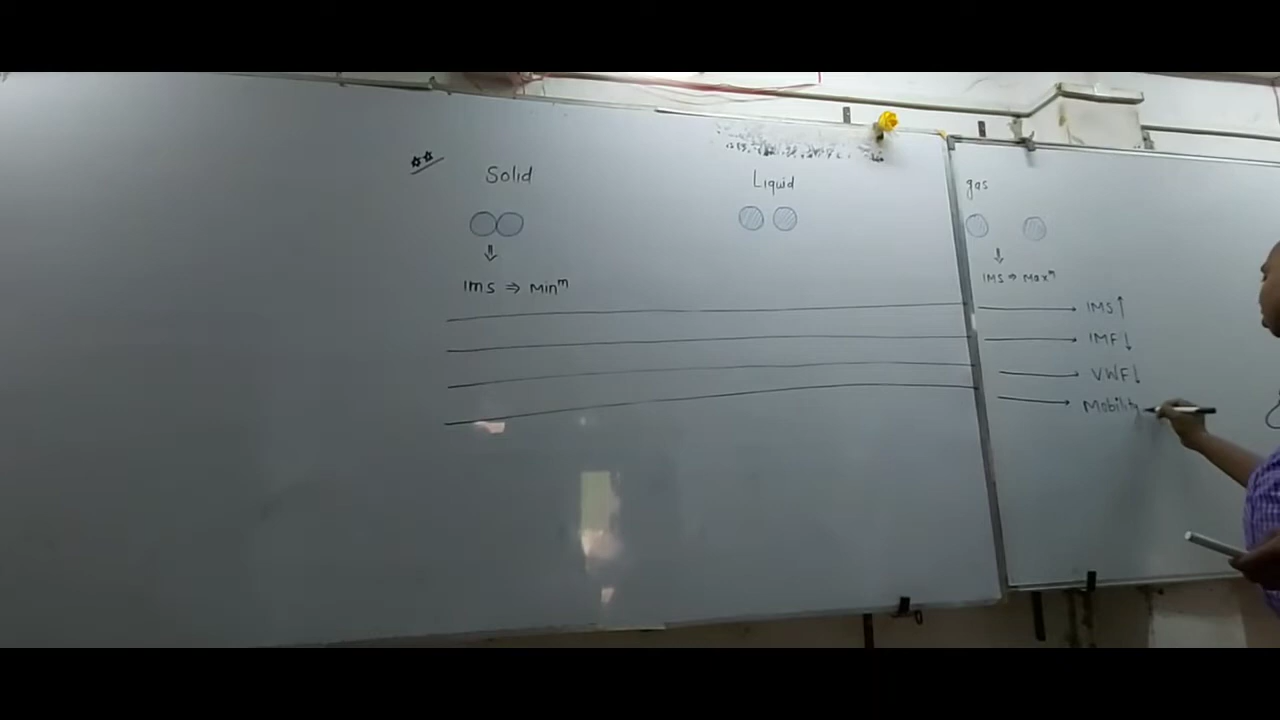 Solid Liquid gas
IMS ⇒ Minᵐ IMS ⇒ Maxᵐ
IMS↑
IMF↓
VWF↓
Mobility